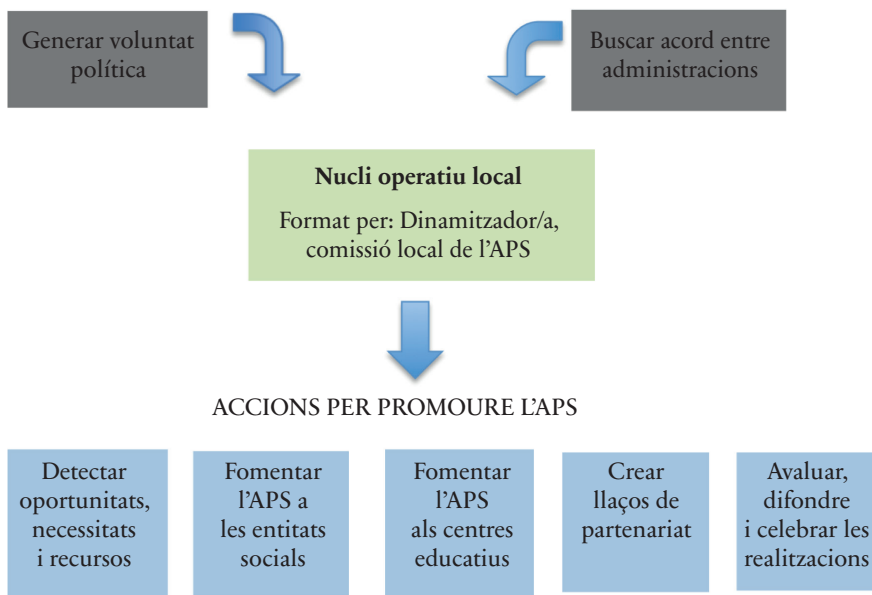 Generar voluntat
política
Buscar acord entre
administracions
Nucli operatiu local
Format per: Dinamitzador/a,
comissió local de l’APS
ACCIONS PER PROMOURE L’APS
Detectar
oportunitats,
necessitats
i recursos
Fomentar
l’APS a
les entitats
socials
Fomentar
l’APS
als centres
educatius
Crear
llaços de
partenariat
Avaluar,
difondre
i celebrar les
realitzacions